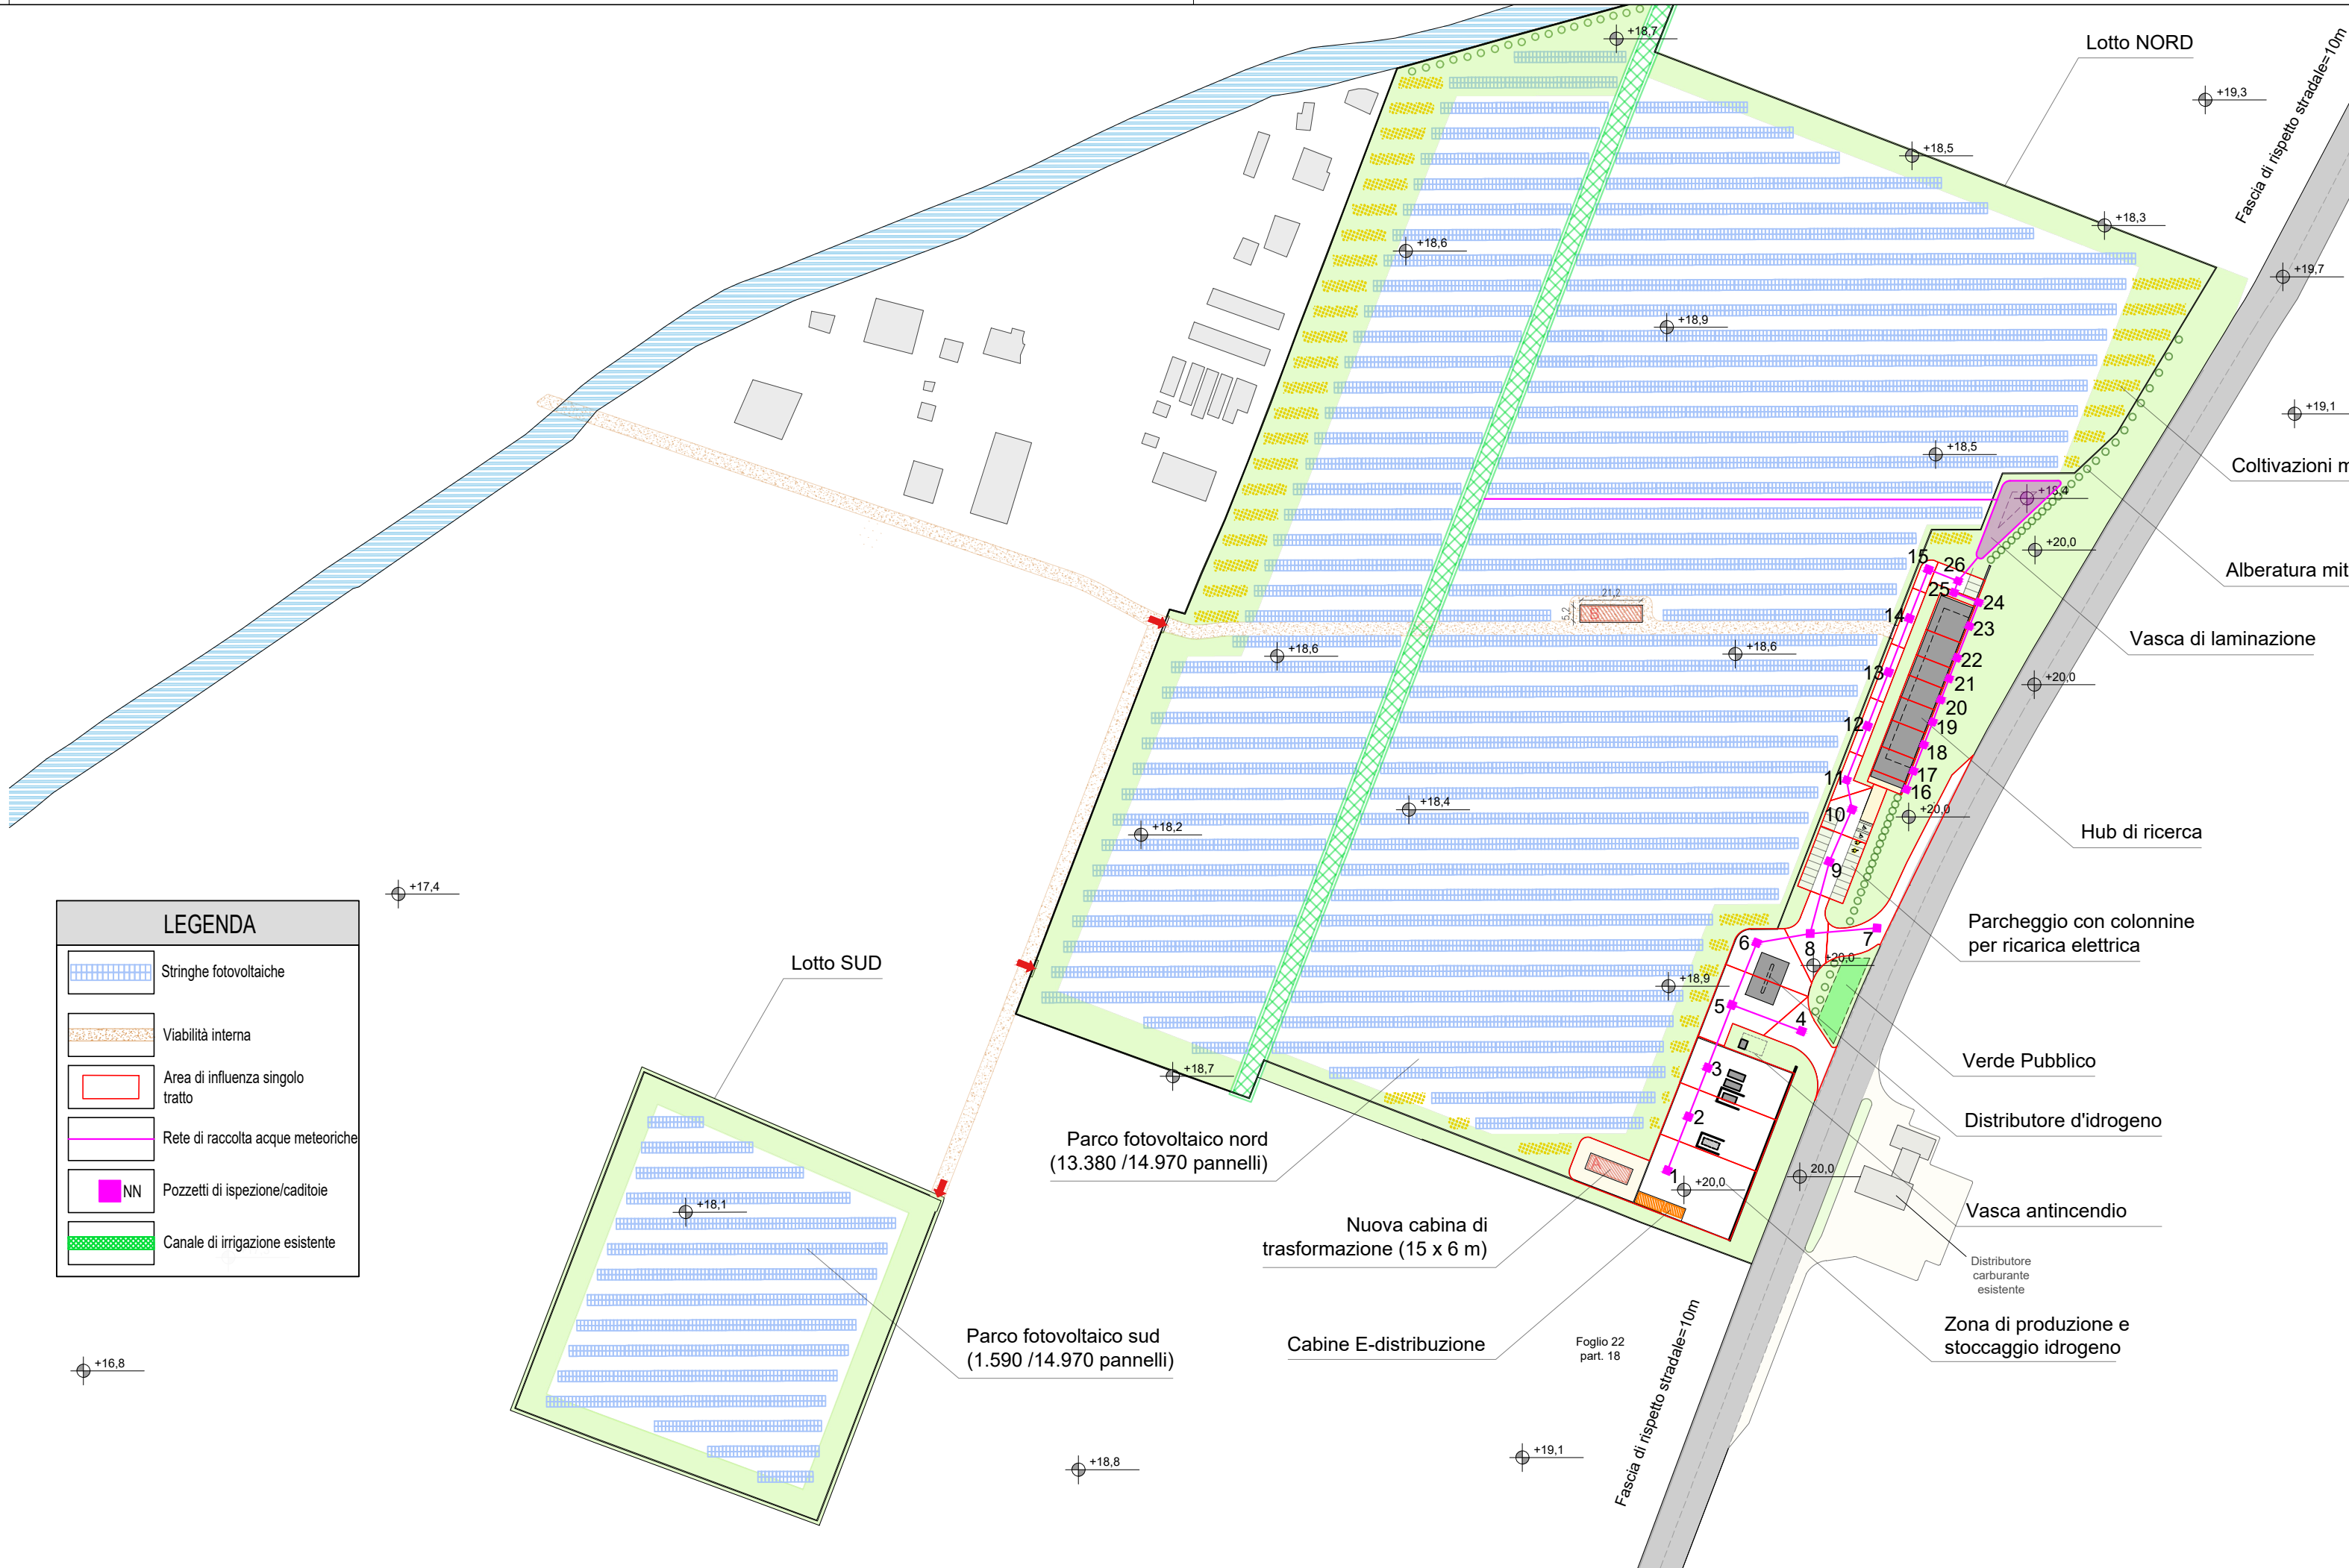 Lotto NORD
Fascia di rispetto stradale=10m
+18,7
+19,3
+18,5
+18,3
+19,7
+18,6
+18,9
+19,1
+18,5
Coltivazioni m
+15,4
+20,0
Alberatura mit
Vasca di laminazione
15
26
25
24
14
23
21,2
5,2
B
+18,6
+18,6
22
13
21
+20,0
20
12
19
18
11
17
16
10
+20,0
+18,4
+18,2
Hub di ricerca
9
Parcheggio con colonnine
per ricarica elettrica
7
6
8
+20,0
+18,9
5
4
Verde Pubblico
3
Distributore d'idrogeno
2
+18,7
Parco fotovoltaico nord
(13.380 /14.970 pannelli)
A
1
+20,0
20,0
Vasca antincendio
Nuova cabina di
trasformazione (15 x 6 m)
Distributore
carburante
esistente
Zona di produzione e
stoccaggio idrogeno
Cabine E-distribuzione
Foglio 22
part. 18
Fascia di rispetto stradale=10m
+19,1
+18,8
+17,4
Lotto SUD
+18,1
Parco fotovoltaico sud
(1.590 /14.970 pannelli)
+16,8
LEGENDA
Stringhe fotovoltaiche
Viabilità interna
Area di influenza singolo
tratto
Rete di raccolta acque meteoriche
NN
Pozzetti di ispezione/caditoie
Canale di irrigazione esistente